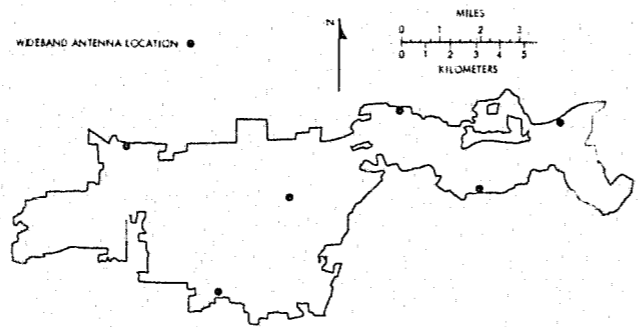 WIDEBAND ANTENNA LOCATION
N
MILES
0 1 2 3
0 1 2 3 4 5
KILOMETERS